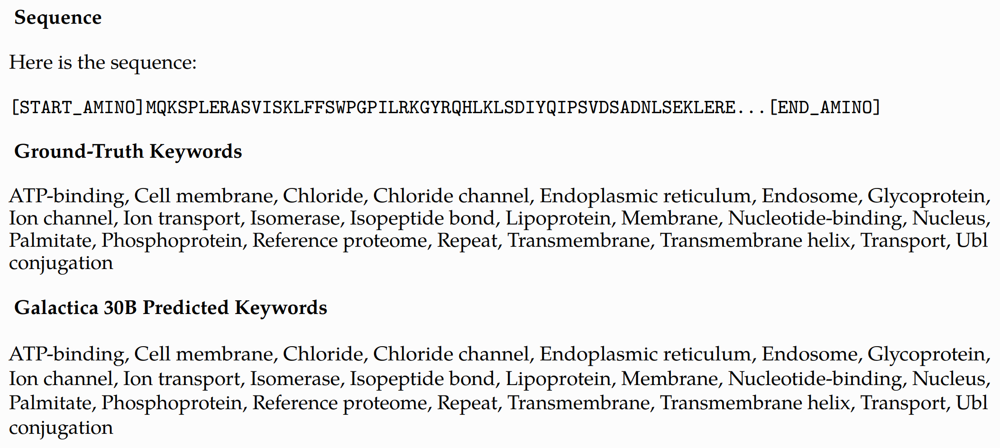 Sequence
Here is the sequence:
[START_AMINO]MQKSPLERASVISKLFFSWPGPILRKGYRQHLKLSDIYQIPSVDSADNLSEKLERE...[END_AMINO]
Ground-Truth Keywords
ATP-binding, Cell membrane, Chloride, Chloride channel, Endoplasmic reticulum, Endosome, Glycoprotein,
Ion channel, Ion transport, Isomerase, Isopeptide bond, Lipoprotein, Membrane, Nucleotide-binding, Nucleus,
Palmitate, Phosphoprotein, Reference proteome, Repeat, Transmembrane, Transmembrane helix, Transport, Ubl
conjugation
Galactica 30B Predicted Keywords
ATP-binding, Cell membrane, Chloride, Chloride channel, Endoplasmic reticulum, Endosome, Glycoprotein,
Ion channel, Ion transport, Isomerase, Isopeptide bond, Lipoprotein, Membrane, Nucleotide-binding, Nucleus,
Palmitate, Phosphoprotein, Reference proteome, Repeat, Transmembrane, Transmembrane helix, Transport, Ubl
conjugation